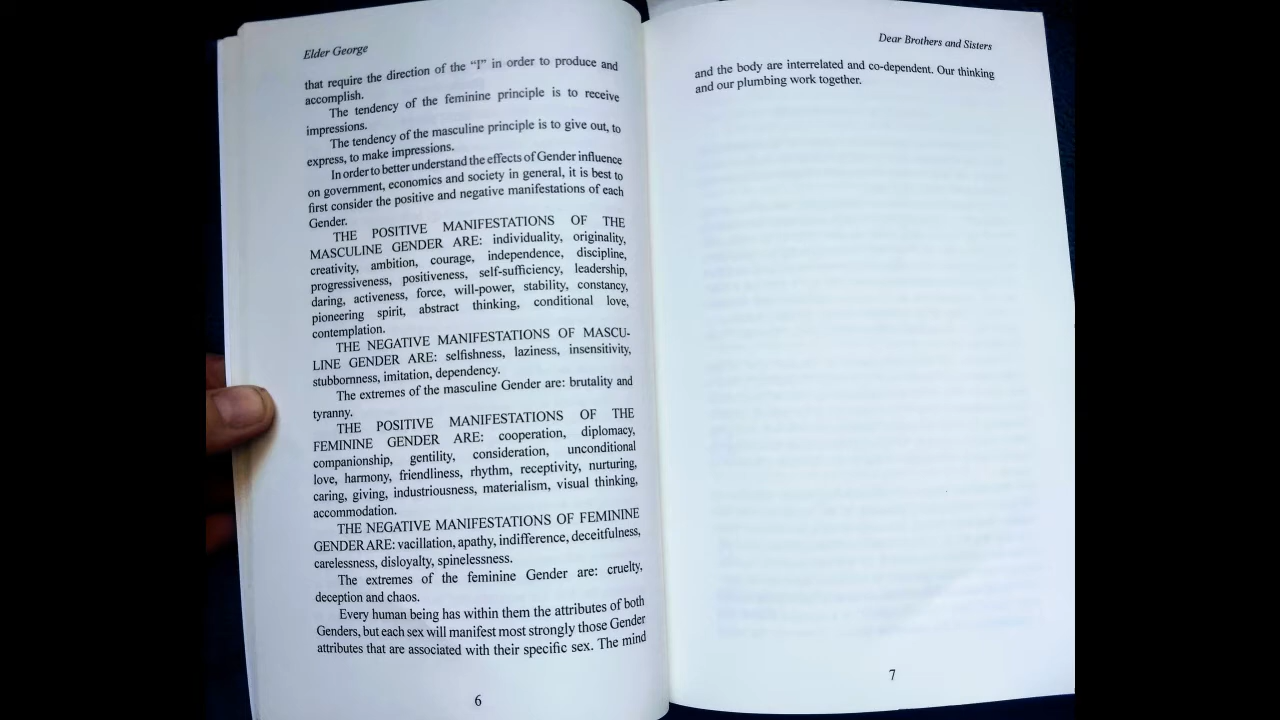 Elder George
that require the direction of the “I” in order to produce and
accomplish.
The tendency of the feminine principle is to receive
impressions.
The tendency of the masculine principle is to give out, to
express, to make impressions.
In order to better understand the effects of Gender influence
on government, economics and society in general, it is best to
first consider the positive and negative manifestations of each
Gender.
THE POSITIVE MANIFESTATIONS OF THE
MASCULINE GENDER ARE: individuality, originality,
creativity, ambition, courage, independence, discipline,
progressiveness, positiveness, self-sufficiency, leadership,
daring, activeness, force, will-power, stability, constancy,
pioneering spirit, abstract thinking, conditional love,
contemplation.
THE NEGATIVE MANIFESTATIONS OF MASCU-
LINE GENDER ARE: selfishness, laziness, insensitivity,
stubbornness, imitation, dependency.
The extremes of the masculine Gender are: brutality and
tyranny.
THE POSITIVE MANIFESTATIONS OF THE
FEMININE GENDER ARE: cooperation, diplomacy,
companionship, gentility, consideration, unconditional
love, harmony, friendliness, rhythm, receptivity, nurturing,
caring, giving, industriousness, materialism, visual thinking,
accommodation.
THE NEGATIVE MANIFESTATIONS OF FEMININE
GENDER ARE: vacillation, apathy, indifference, deceitfulness,
carelessness, disloyalty, spinelessness.
The extremes of the feminine Gender are: cruelty,
deception and chaos.
Every human being has within them the attributes of both
Genders, but each sex will manifest most strongly those Gender
attributes that are associated with their specific sex. The mind
6
Dear Brothers and Sisters
and the body are interrelated and co-dependent. Our thinking
and our plumbing work together.
7